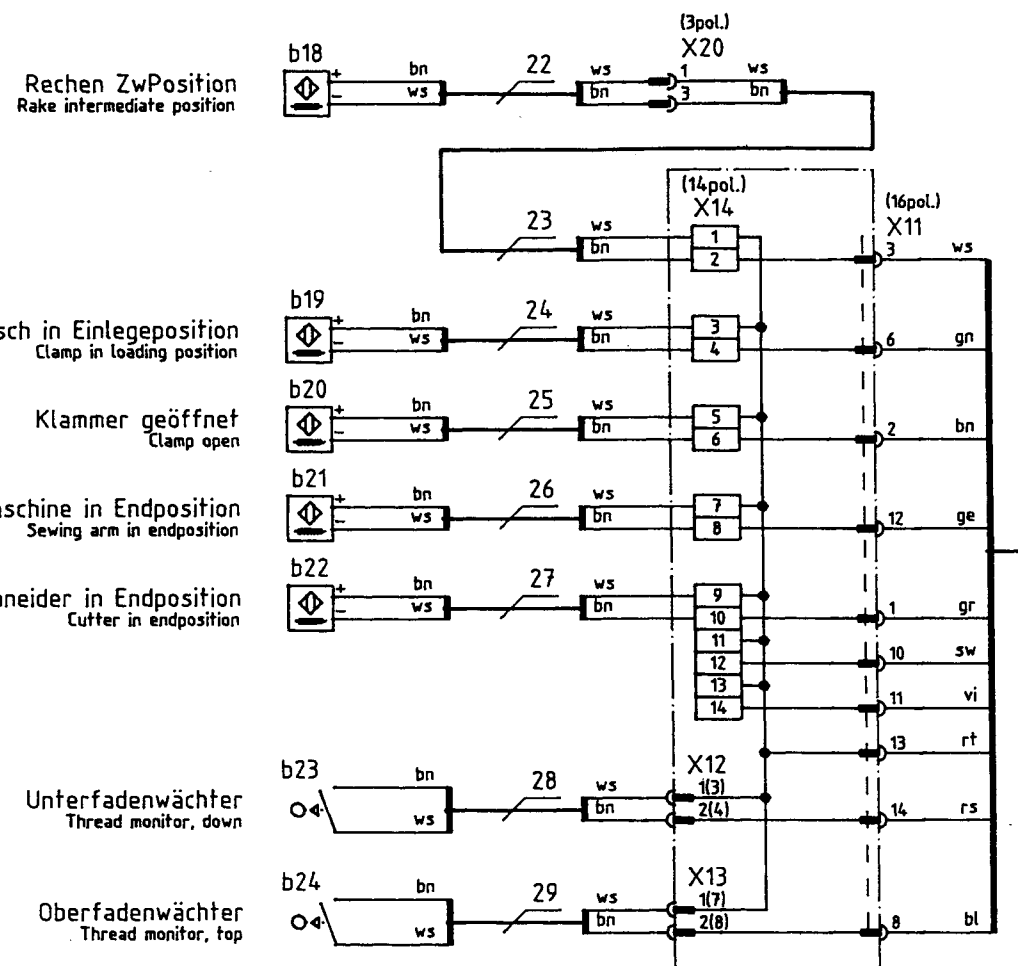 (3pol.)
X20
b18
+ bn 22 ws 1 ws
Rechen ZwPosition
- ws bn 3 bn
Rake intermediate position
(14pol.)
X14
(16pol.)
X11
23 ws 1
bn 2 3 ws
b19
+ bn 24 ws 3
sch in Einlegeposition
- ws bn 4 6 gn
Clamp in loading position
b20
+ bn 25 ws 5
Klammer geöffnet
- ws bn 6 2 bn
Clamp open
b21
+ bn 26 ws 7
aschine in Endposition
- ws bn 8 12 ge
Sewing arm in endposition
b22
+ bn 27 ws 9
neider in Endposition
- ws bn 10 1 gr
Cutter in endposition
11
12 10 sw
13
14 11 vi
13 rt
X12
b23 bn 28 ws 1(3)
Unterfadenwächter
ws bn 2(4) 14 rs
Thread monitor, down
X13
b24 bn 29 ws 1(7)
Oberfadenwächter
ws bn 2(8) 8 bl
Thread monitor, top